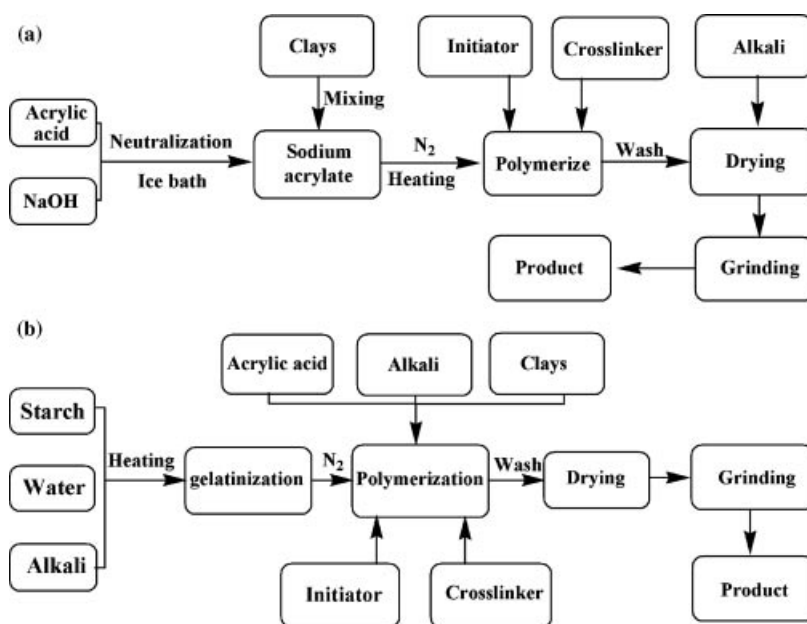 (a)
Clays
Initiator
Crosslinker
Alkali
Mixing
Acrylic
acid
NaOH
Neutralization
Ice bath
Sodium
acrylate
N2
Heating
Polymerize
Wash
Drying
Product
Grinding
(b)
Acrylic acid
Alkali
Clays
Starch
Water
Alkali
Heating
gelatinization
N2
Polymerization
Wash
Drying
Grinding
Initiator
Crosslinker
Product